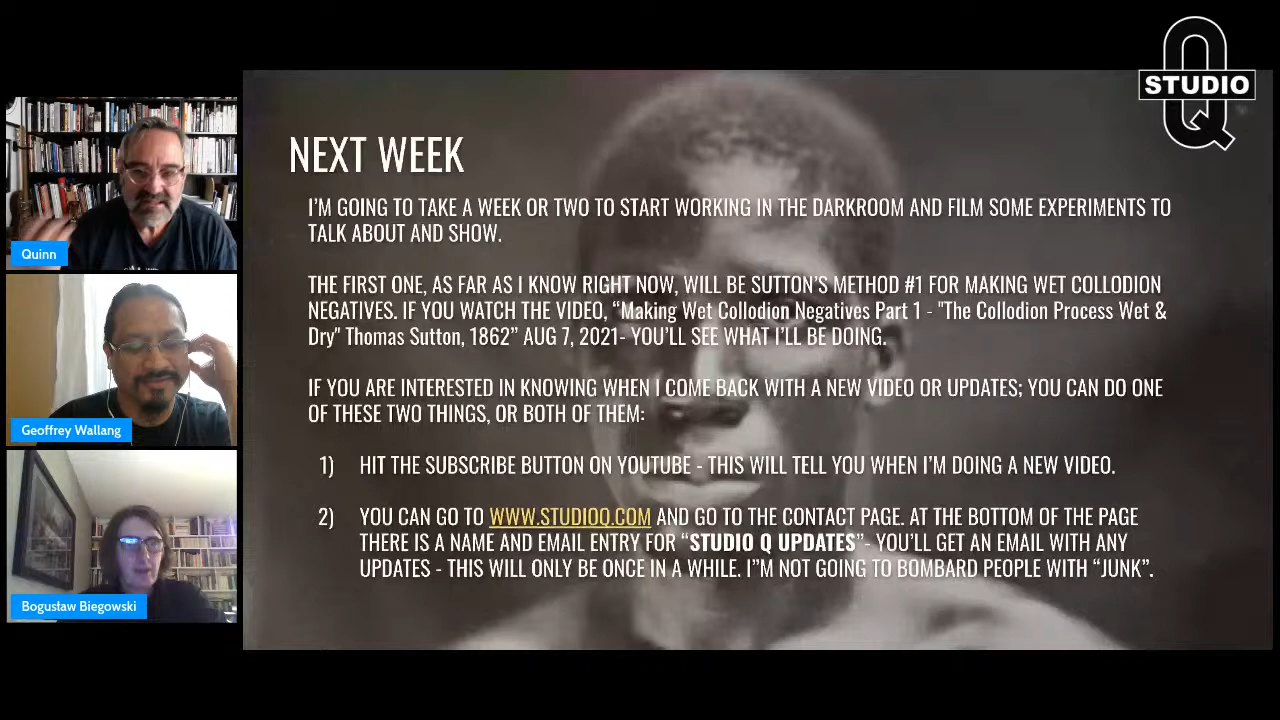 STUDIO
Q
NEXT WEEK
I'M GOING TO TAKE A WEEK OR TWO TO START WORKING IN THE DARKROOM AND FILM SOME EXPERIMENTS TO
TALK ABOUT AND SHOW.
THE FIRST ONE, AS FAR AS I KNOW RIGHT NOW, WILL BE SUTTON'S METHOD #1 FOR MAKING WET COLLODION
NEGATIVES. IF YOU WATCH THE VIDEO, “Making Wet Collodion Negatives Part 1 - "The Collodion Process Wet &
Dry" Thomas Sutton, 1862” AUG 7, 2021- YOU'LL SEE WHAT I'LL BE DOING.
IF YOU ARE INTERESTED IN KNOWING WHEN I COME BACK WITH A NEW VIDEO OR UPDATES; YOU CAN DO ONE
OF THESE TWO THINGS, OR BOTH OF THEM:
1) HIT THE SUBSCRIBE BUTTON ON YOUTUBE - THIS WILL TELL YOU WHEN I'M DOING A NEW VIDEO.
2) YOU CAN GO TO WWW.STUDIOQ.COM AND GO TO THE CONTACT PAGE. AT THE BOTTOM OF THE PAGE
THERE IS A NAME AND EMAIL ENTRY FOR “STUDIO Q UPDATES”- YOU'LL GET AN EMAIL WITH ANY
UPDATES - THIS WILL ONLY BE ONCE IN A WHILE. I"M NOT GOING TO BOMBARD PEOPLE WITH “JUNK”.
Quinn
Geoffrey Wallang
Bogusław Biegowski